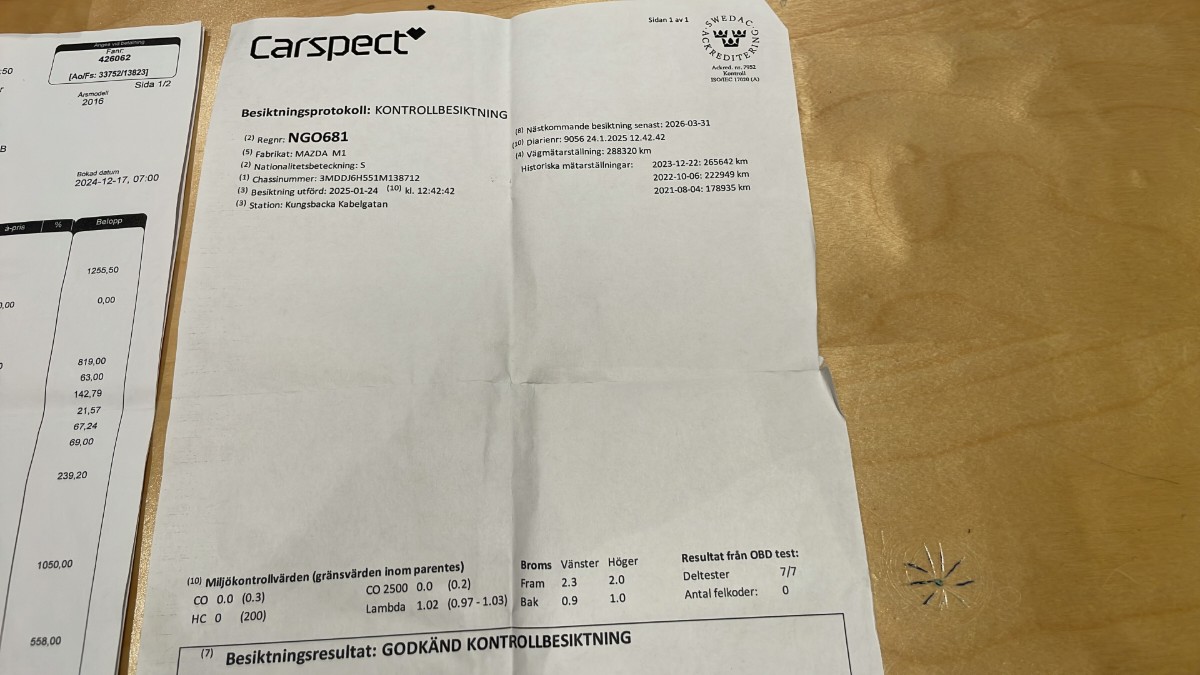 Anges vid betalning
Fanr:
426062
[Ao/Fs: 33752/13823]
Sida 1/2
:50
Årsmodell
2016
B
Bokad datum
2024-12-17, 07:00
à-pris % Belopp
1255,50
0,00
819,00
63,00
142,79
21,57
67,24
69,00
239,20
1050,00
558,00
Carspect
Sidan 1 av 1
SWEDAC
ACKREDITERING
Ackred. nr. 7952
Kontroll
ISO/IEC 17020 (A)
Besiktningsprotokoll: KONTROLLBESIKTNING
(2) Regnr: NGO681
(5) Fabrikat: MAZDA M1
(2) Nationalitetsbeteckning: S
(1) Chassinummer: 3MDDJ6H551M138712
(3) Besiktning utförd: 2025-01-24 (10) kl. 12:42:42
(3) Station: Kungsbacka Kabelgatan
(8) Nästkommande besiktning senast: 2026-03-31
(10) Diarienr: 9056 24.1.2025 12.42.42
(4) Vägmätarställning: 288320 km
Historiska mätarställningar: 2023-12-22: 265642 km
2022-10-06: 222949 km
2021-08-04: 178935 km
(10) Miljökontrollvärden (gränsvärden inom parentes)
CO 0.0 (0.3) CO 2500 0.0 (0.2)
HC 0 (200) Lambda 1.02 (0.97 - 1.03)
Broms Vänster Höger
Fram 2.3 2.0
Bak 0.9 1.0
Resultat från OBD test:
Deltester 7/7
Antal felkoder: 0
(7) Besiktningsresultat: GODKÄND KONTROLLBESIKTNING